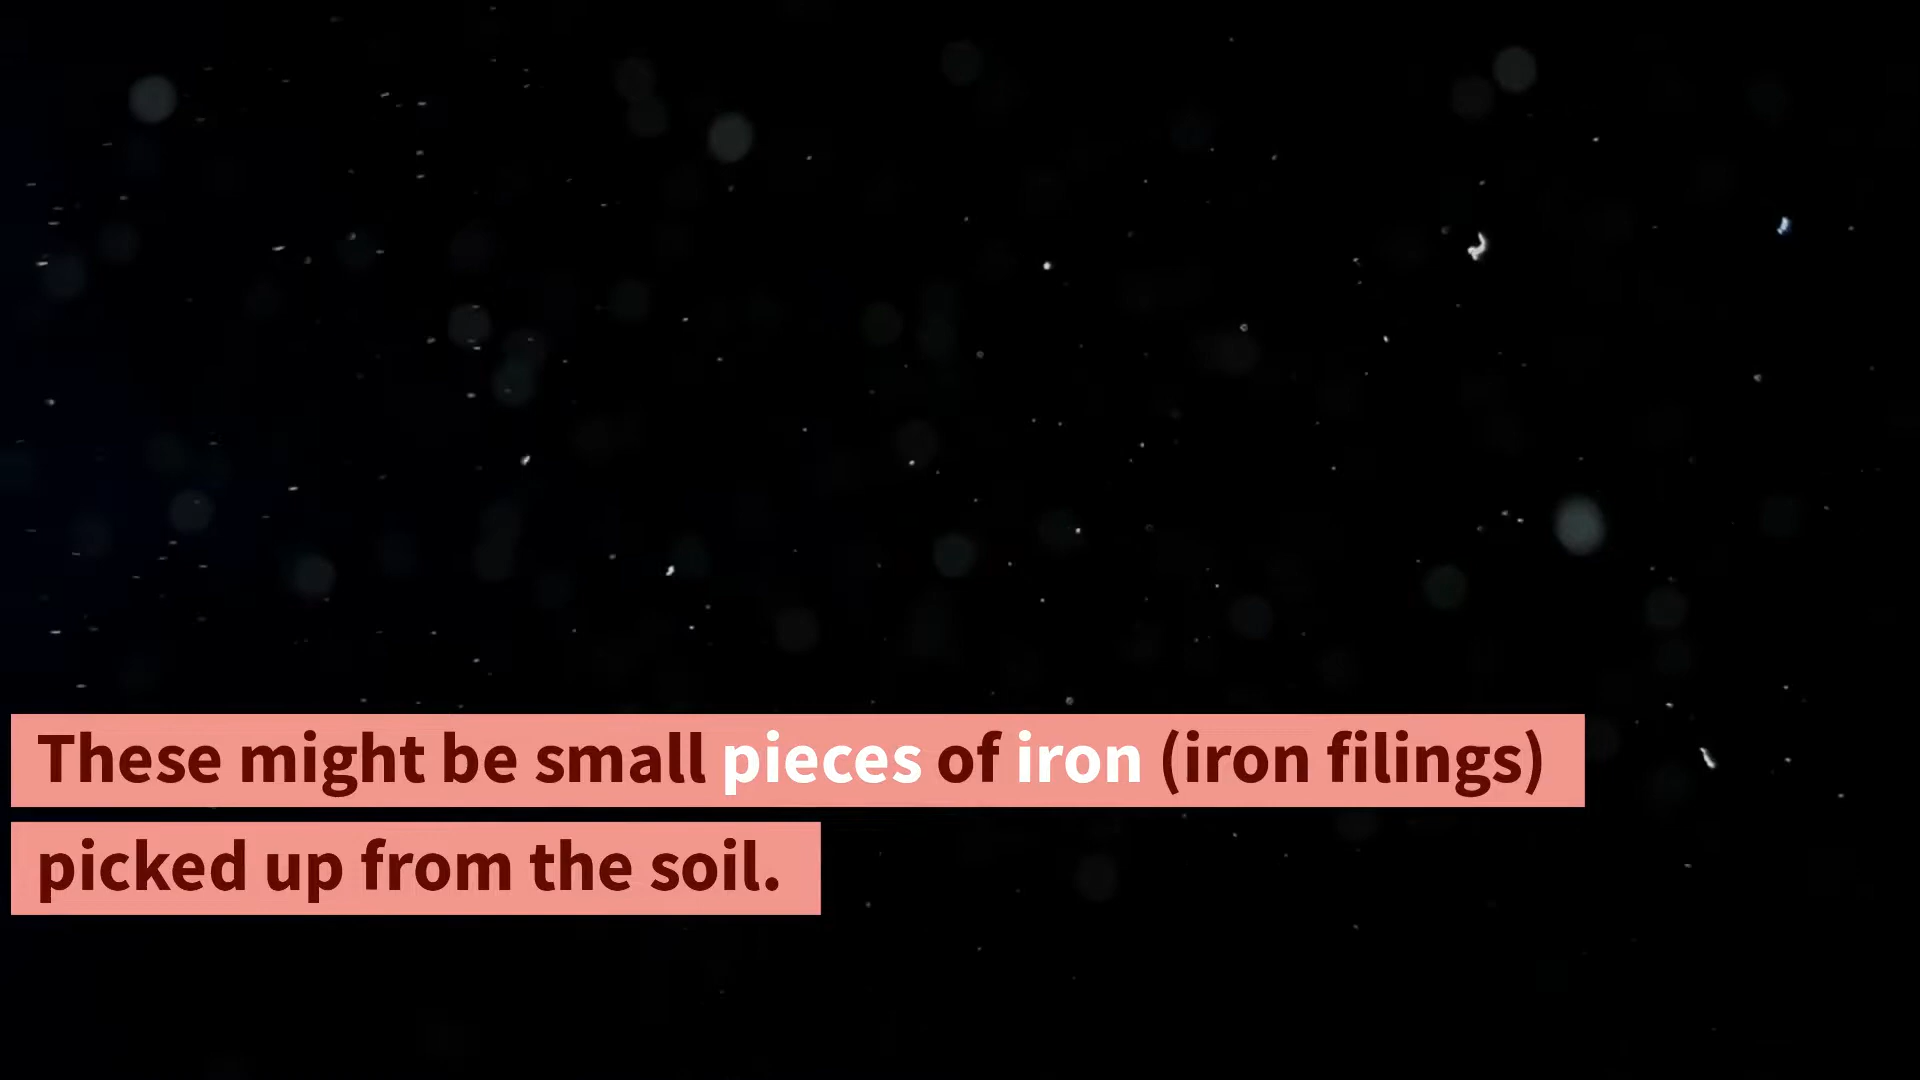 These might be small pieces of iron (iron filings)
picked up from the soil.